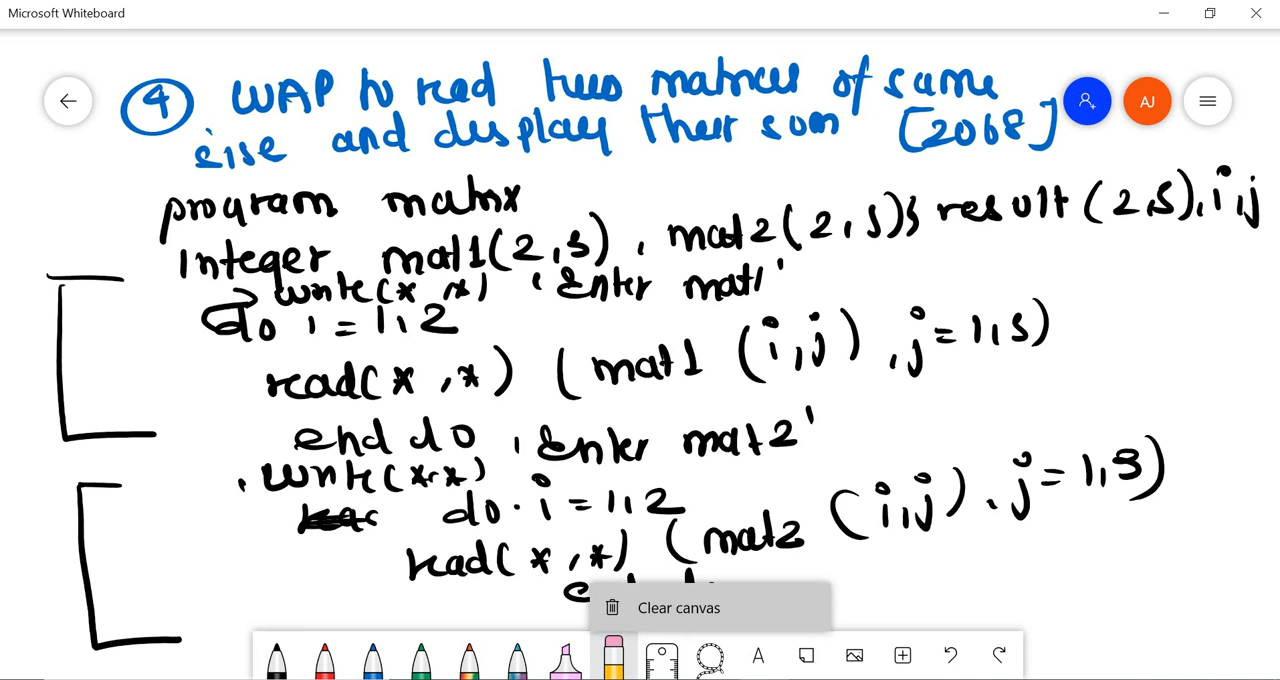 Microsoft Whiteboard
AJ
④ WAP to read two matrices of same
sise and display their sum [2068]
program matrix
Integer mat1(2,3), mat2(2,3), result(2,3), i,j
write(*,*) 'Enter mat1'
do i = 1,2
read(*,*) (mat1 (i,j), j=1,3)
end do
write(*,*) 'Enter mat2'
do i = 1,2
read(*,*) (mat2 (i,j), j=1,3)
Clear canvas
A